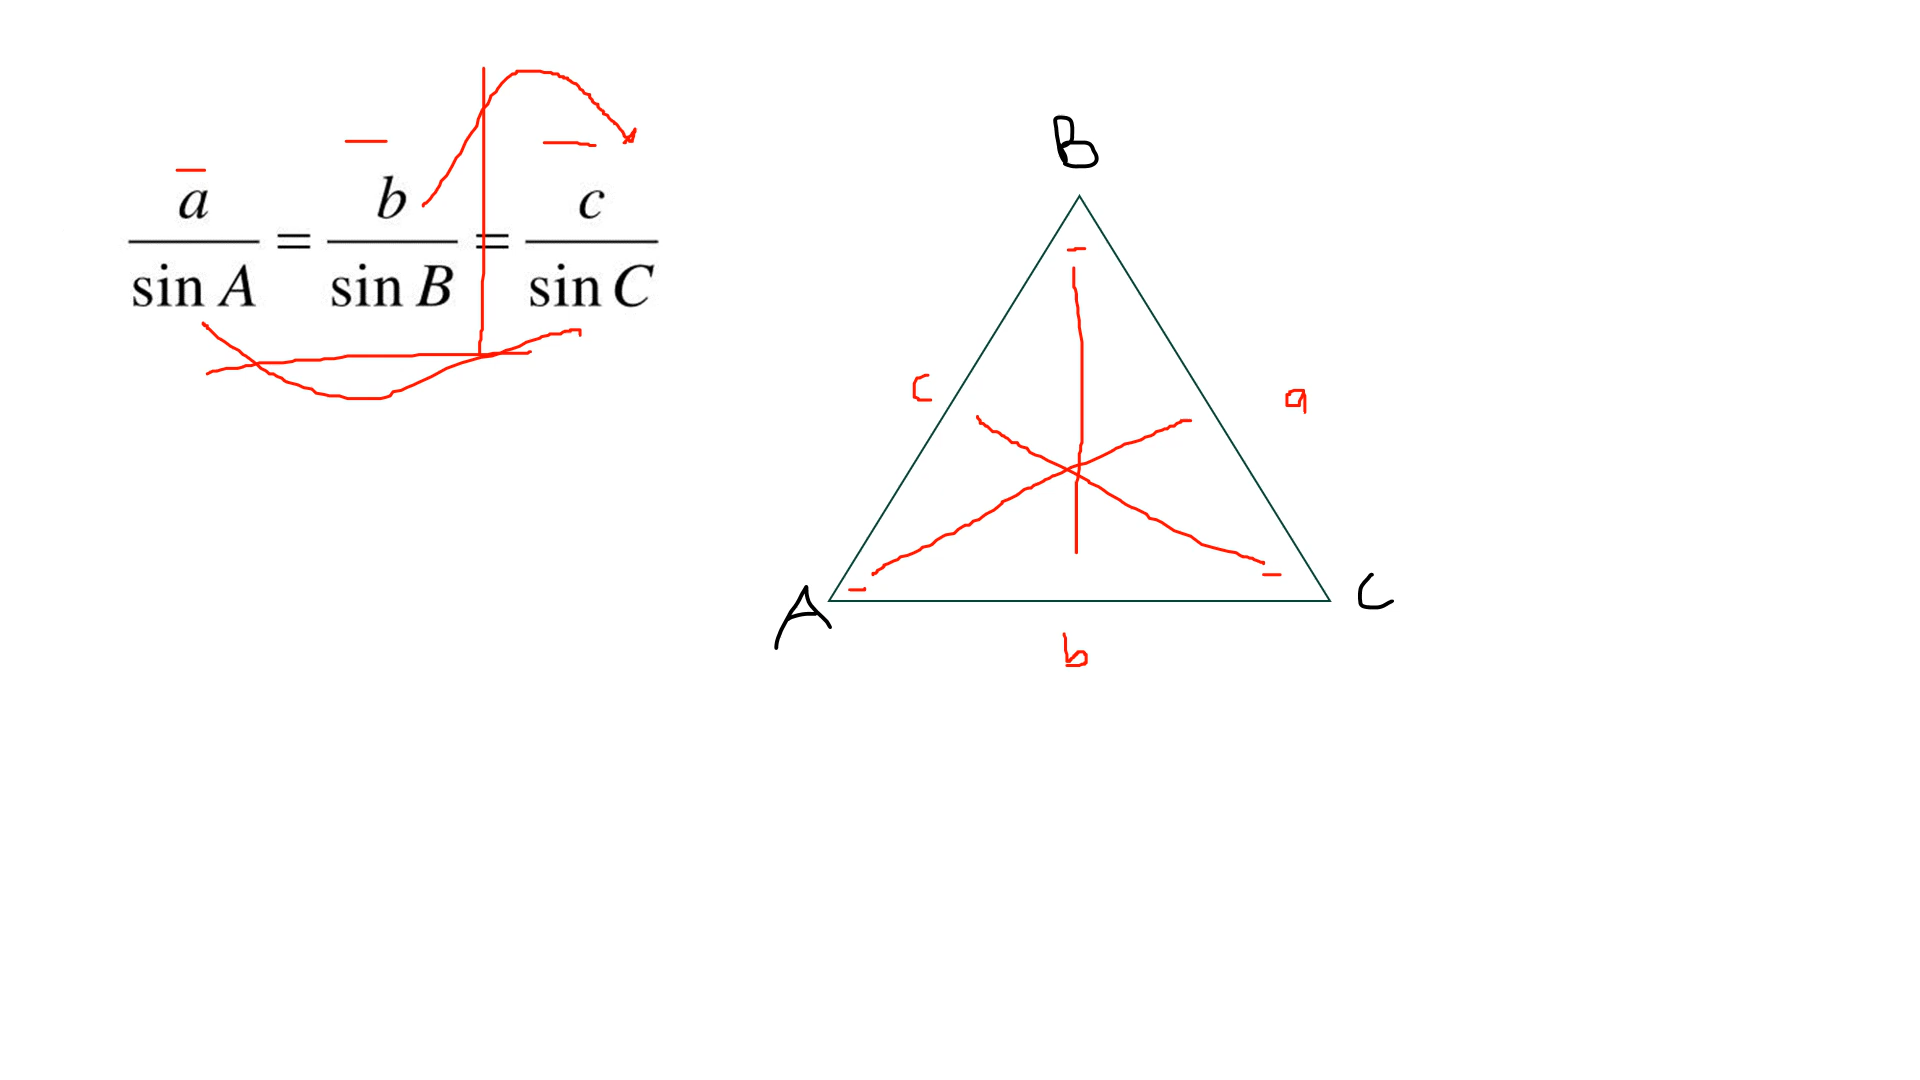 a/sin A = b/sin B = c/sin C
B
c
a
A
C
b